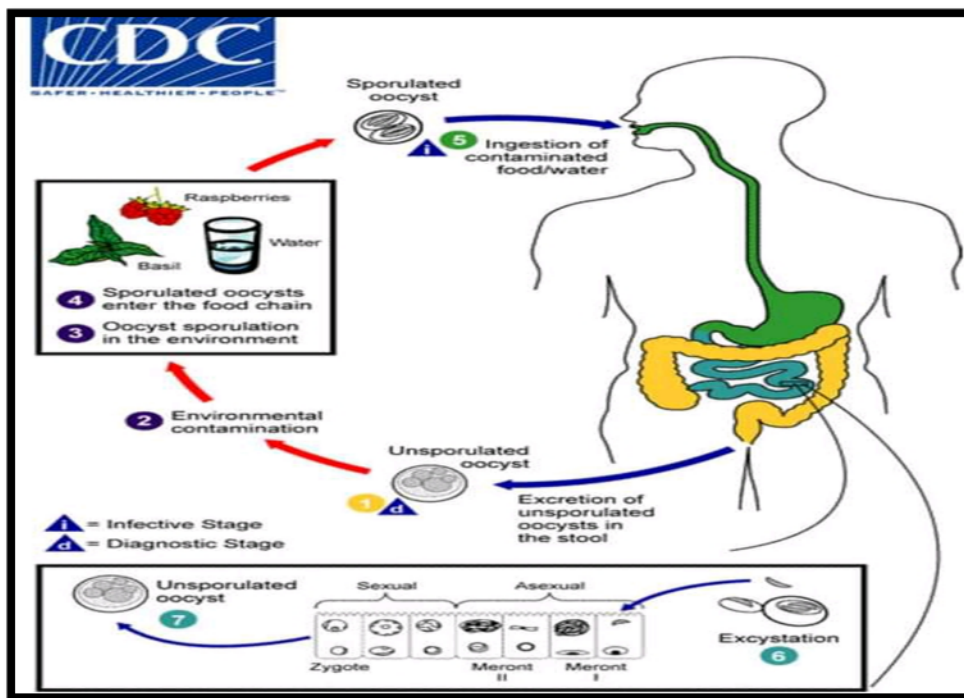 CDC
SAFER • HEALTHIER • PEOPLE™
Sporulated
oocyst
i
5 Ingestion of
contaminated
food/water
Raspberries
Water
Basil
4 Sporulated oocysts
enter the food chain
3 Oocyst sporulation
in the environment
2 Environmental
contamination
Unsporulated
oocyst
1 d
Excretion of
unsporulated
oocysts in
the stool
i = Infective Stage
d = Diagnostic Stage
Unsporulated
oocyst
7
Sexual Asexual
Zygote Meront II Meront I
Excystation
6